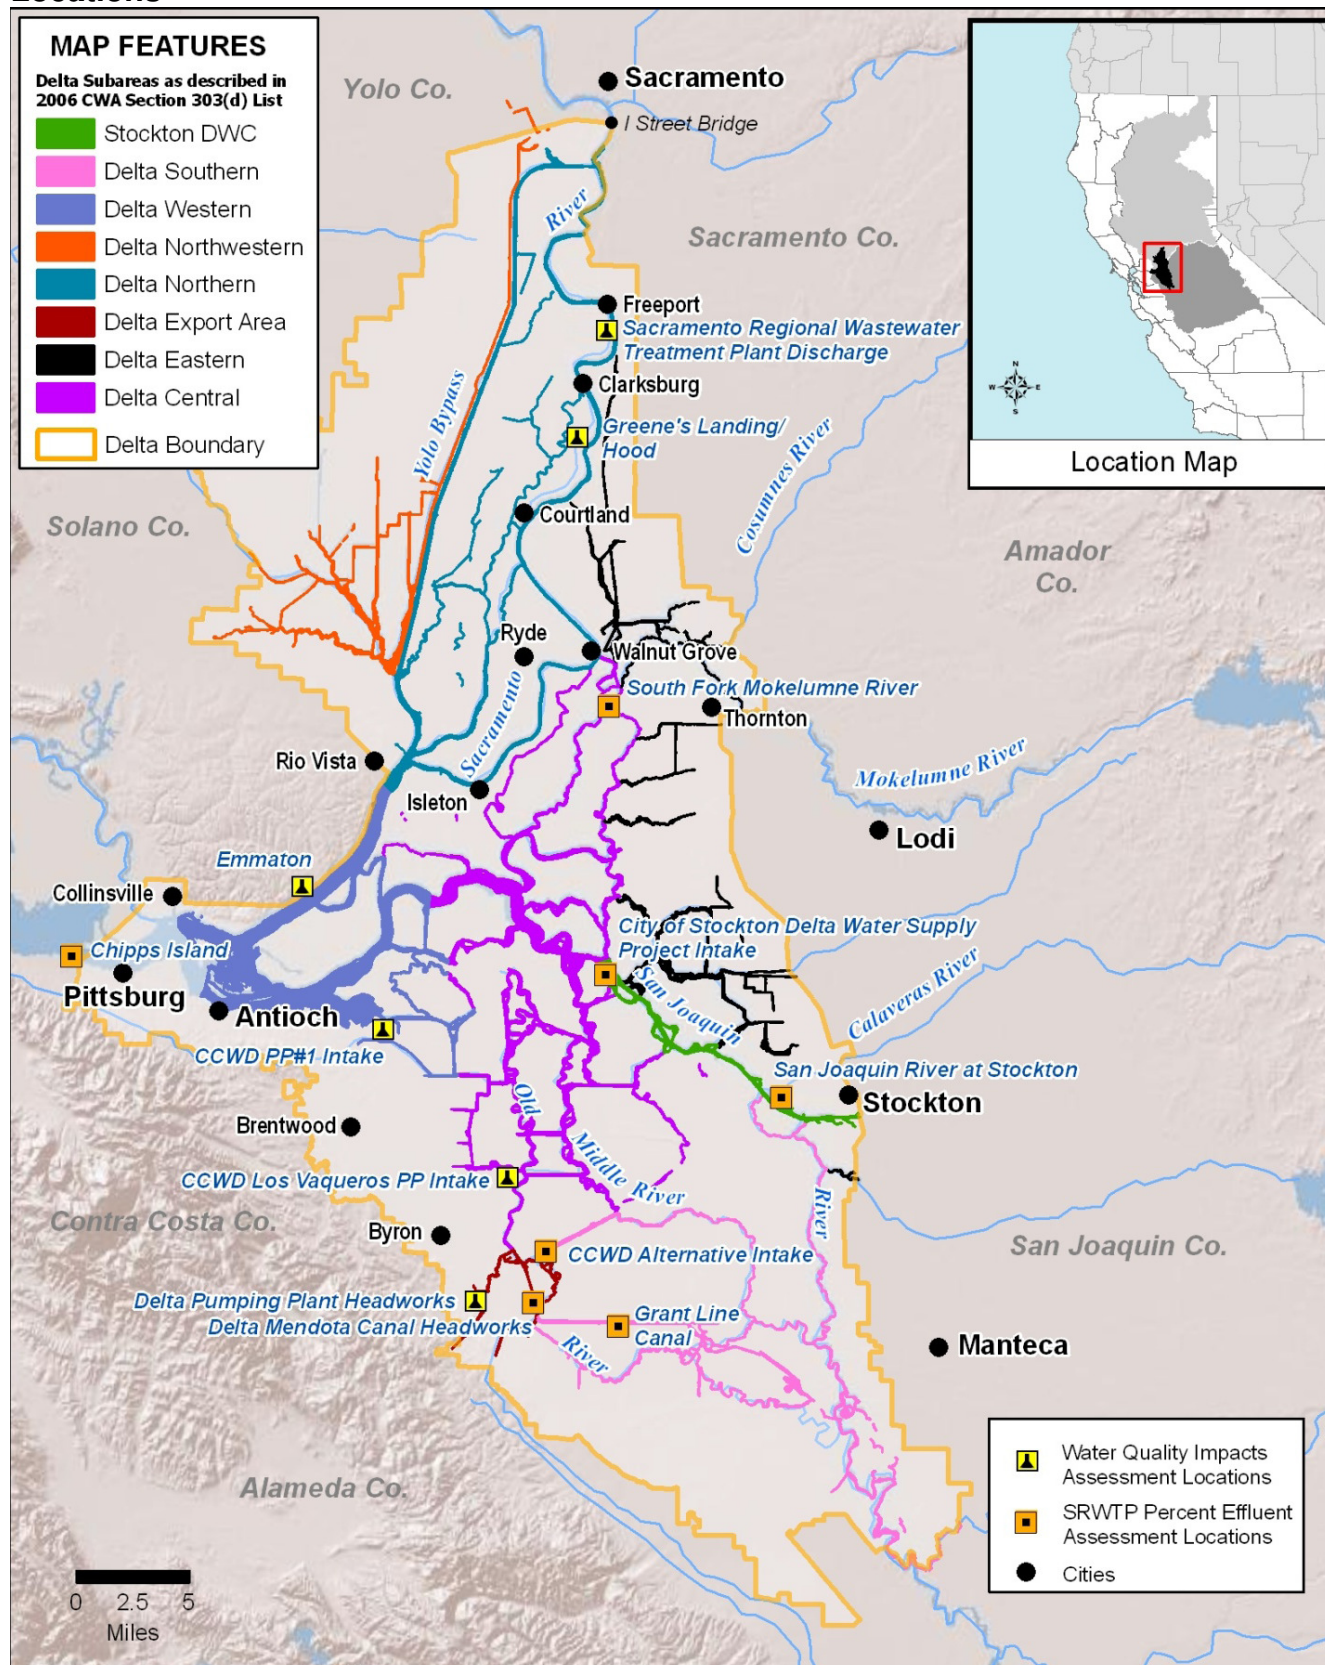 Locations
MAP FEATURES
Delta Subareas as described in
2006 CWA Section 303(d) List
Stockton DWC
Delta Southern
Delta Western
Delta Northwestern
Delta Northern
Delta Export Area
Delta Eastern
Delta Central
Delta Boundary
Yolo Co.
Sacramento
I Street Bridge
River
Sacramento Co.
Freeport
Sacramento Regional Wastewater
Treatment Plant Discharge
Clarksburg
Yolo Bypass
Greene's Landing/
Hood
Cosumnes River
N
W
E
S
Location Map
Solano Co.
Courtland
Amador
Co.
Ryde
Walnut Grove
South Fork Mokelumne River
Thornton
Sacramento
Rio Vista
Isleton
Mokelumne River
Lodi
Emmaton
Collinsville
City of Stockton Delta Water Supply
Project Intake
Chipps Island
Pittsburg
Antioch
San Joaquin
Calaveras River
CCWD PP#1 Intake
San Joaquin River at Stockton
Stockton
Old
Brentwood
Middle River
CCWD Los Vaqueros PP Intake
River
Contra Costa Co.
Byron
San Joaquin Co.
CCWD Alternative Intake
Delta Pumping Plant Headworks
Delta Mendota Canal Headworks
Grant Line
Canal
River
Manteca
Alameda Co.
Water Quality Impacts
Assessment Locations
SRWTP Percent Effluent
Assessment Locations
Cities
0 2.5 5
Miles